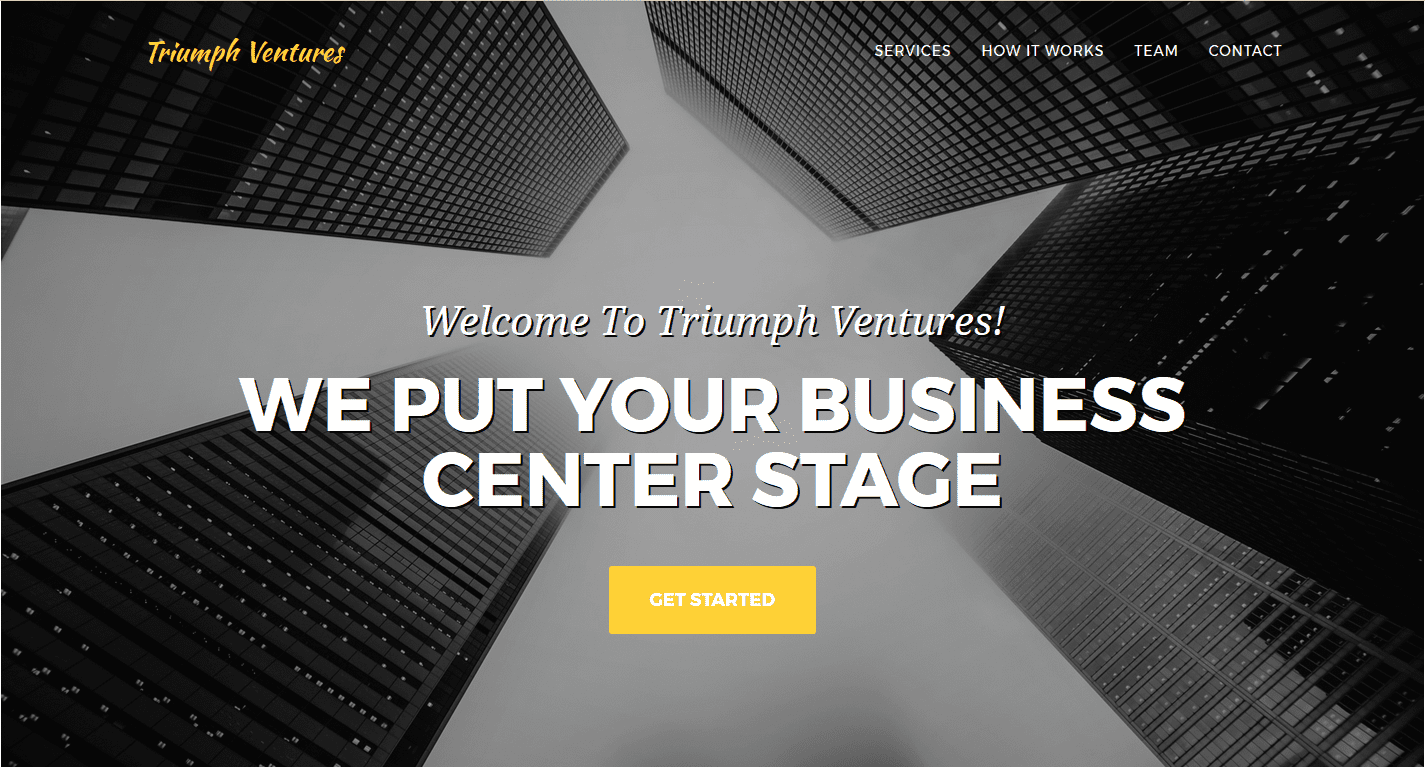 Triumph Ventures
SERVICES HOW IT WORKS TEAM CONTACT
Welcome To Triumph Ventures!
WE PUT YOUR BUSINESS
CENTER STAGE
GET STARTED